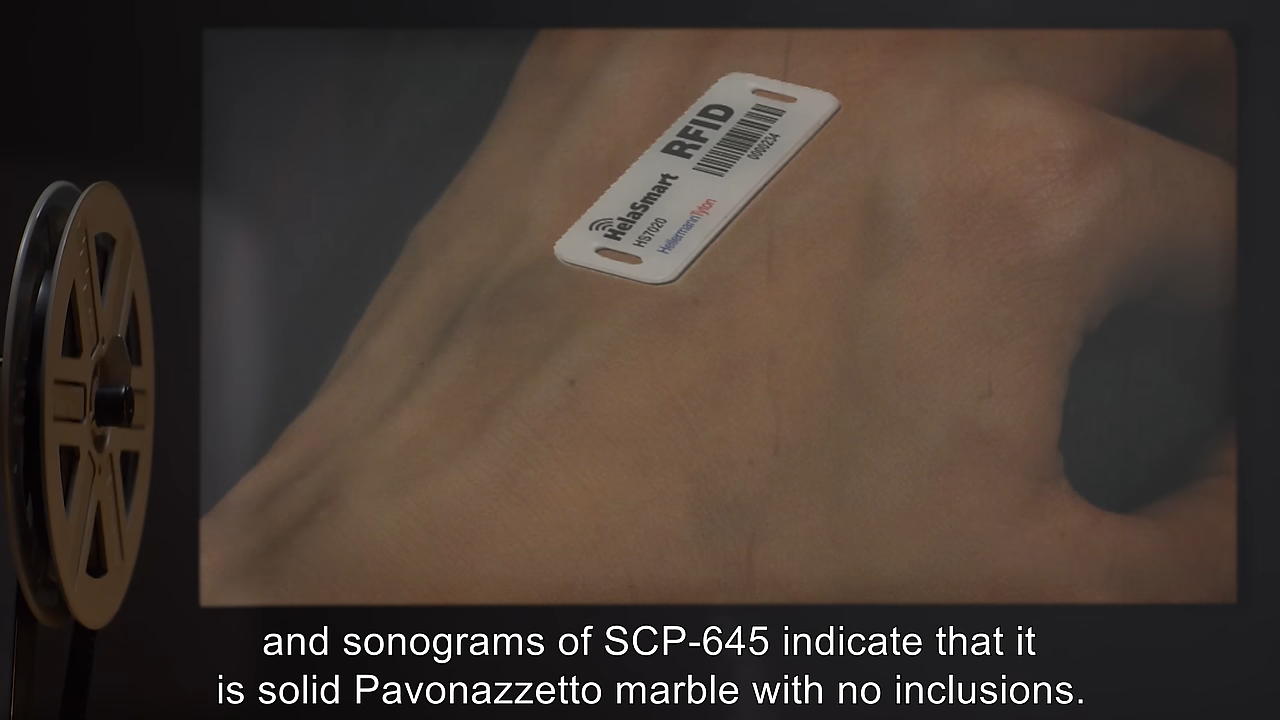 RFID
0000234
HelaSmart
HS7020
HellermannTyton
and sonograms of SCP-645 indicate that it
is solid Pavonazzetto marble with no inclusions.